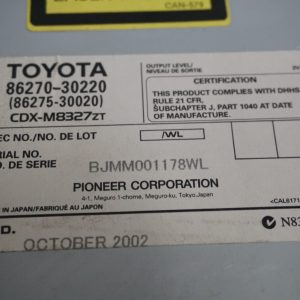 CAN-579
TOYOTA
86270-30220
(86275-30020)
CDX-M8327ZT
OUTPUT LEVEL/
NIVEAU DE SORTIE
CERTIFICATION
THIS PRODUCT COMPLIES WITH DHHS
RULE 21 CFR,
SUBCHAPTER J, PART 1040 AT DATE
OF MANUFACTURE.
EC NO./NO. DE LOT
/WL
RIAL NO.
O. DE SERIE
BJMM001178WL
PIONEER CORPORATION
4-1, Meguro 1-chome, Meguro-ku, Tokyo,Japan
IN JAPAN/FABRIQUÉ AU JAPON
D.
OCTOBER 2002